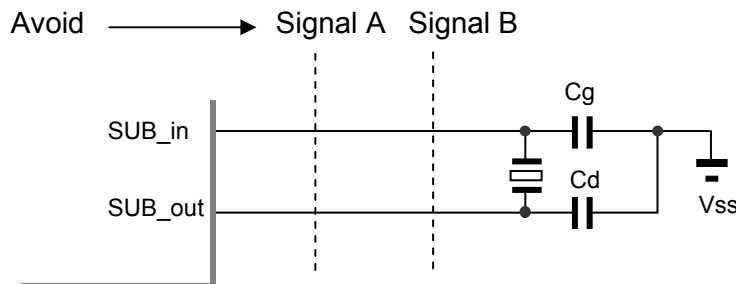 Avoid Signal A Signal B
Cg
SUB_in
Cd
SUB_out
Vss